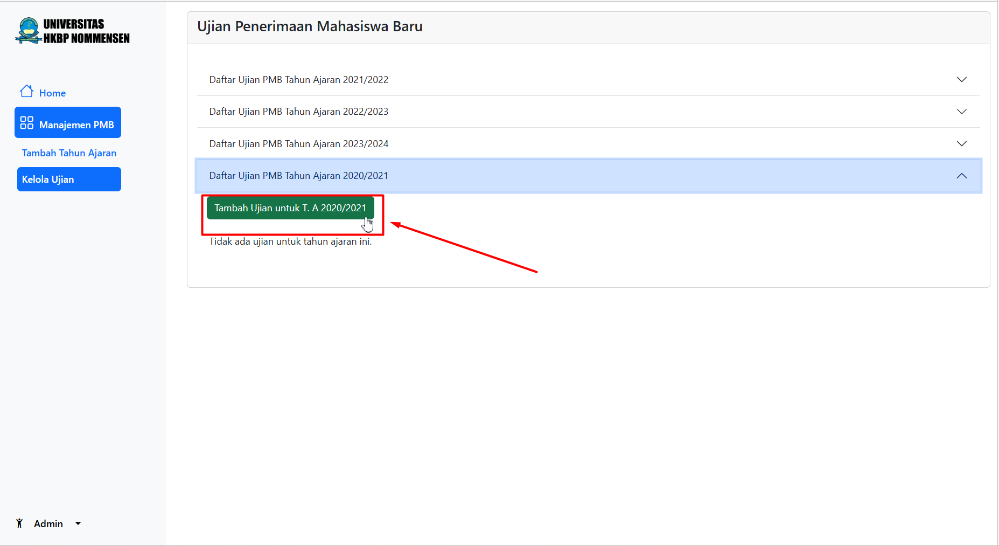 UNIVERSITAS
HKBP NOMMENSEN
Home
Manajemen PMB
Tambah Tahun Ajaran
Kelola Ujian
Admin
Ujian Penerimaan Mahasiswa Baru
Daftar Ujian PMB Tahun Ajaran 2021/2022
Daftar Ujian PMB Tahun Ajaran 2022/2023
Daftar Ujian PMB Tahun Ajaran 2023/2024
Daftar Ujian PMB Tahun Ajaran 2020/2021
Tambah Ujian untuk T. A 2020/2021
Tidak ada ujian untuk tahun ajaran ini.